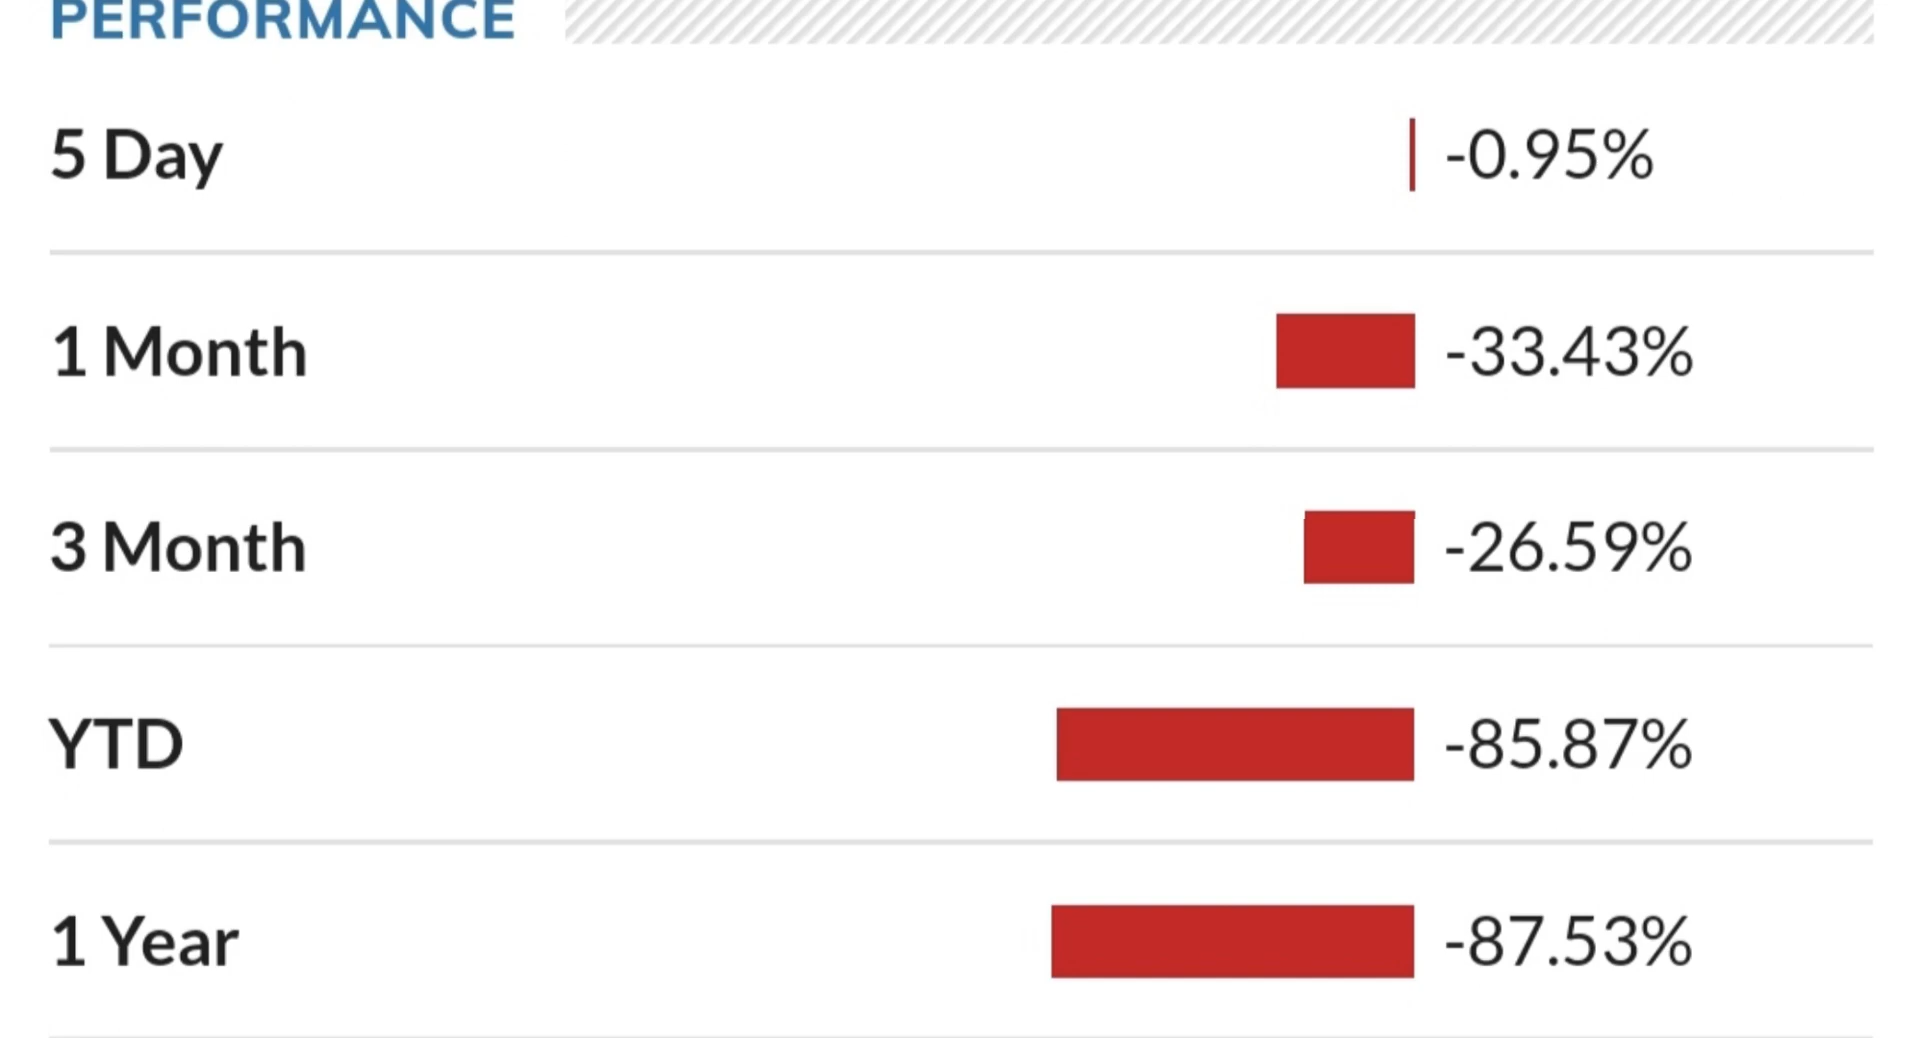 PERFORMANCE
5 Day -0.95%
1 Month -33.43%
3 Month -26.59%
YTD -85.87%
1 Year -87.53%